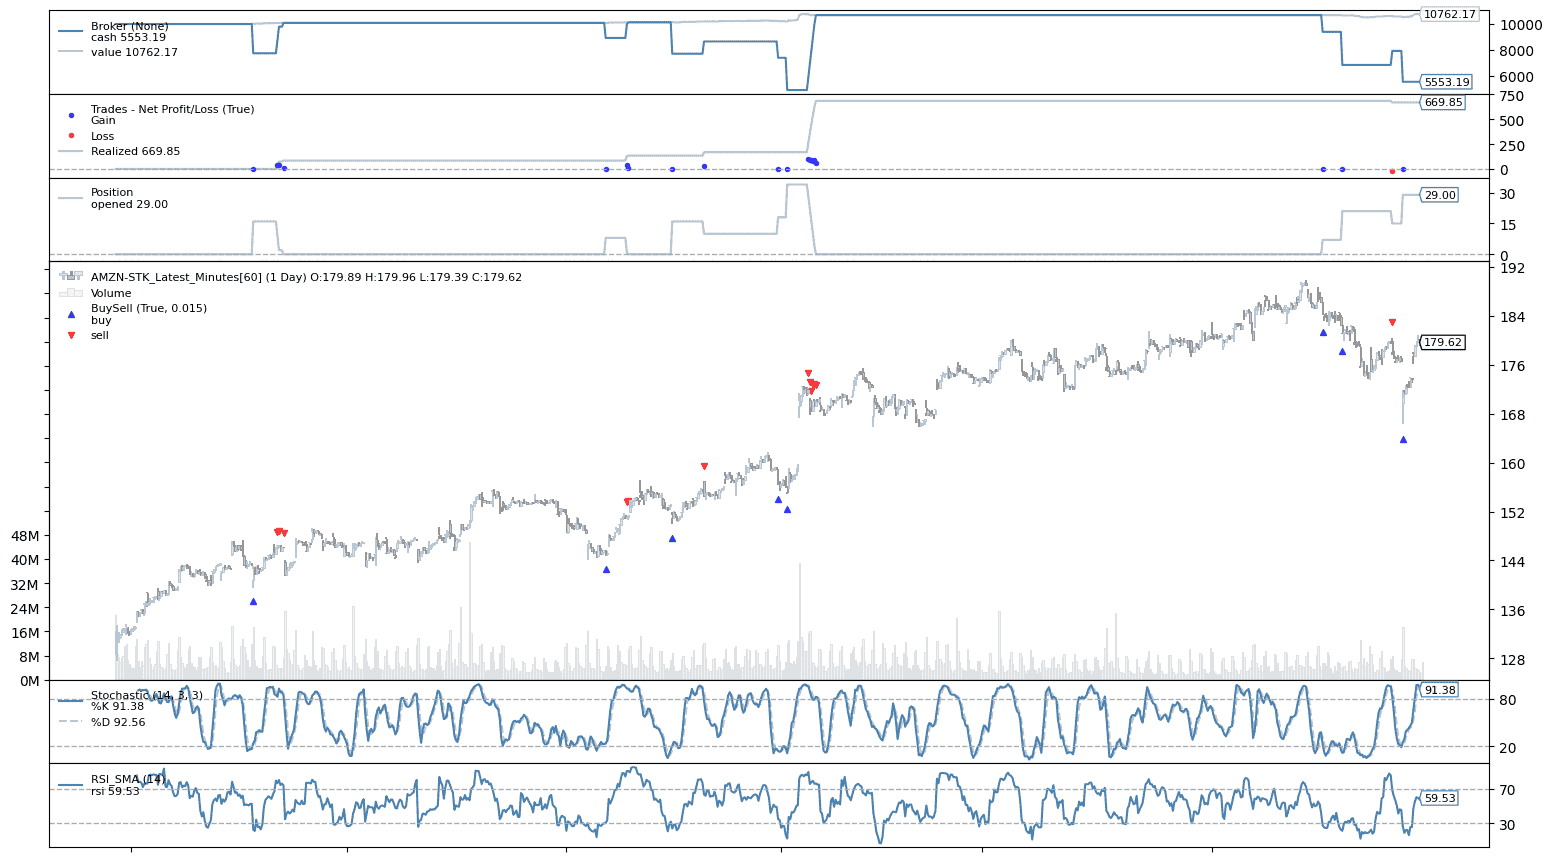 Broker (None)
cash 5553.19
value 10762.17
10762.17
10000
8000
6000
5553.19
Trades - Net Profit/Loss (True)
Gain
Loss
Realized 669.85
750
669.85
500
250
0
Position
opened 29.00
30
29.00
15
0
AMZN-STK_Latest_Minutes[60] (1 Day) O:179.89 H:179.96 L:179.39 C:179.62
Volume
BuySell (True, 0.015)
buy
sell
192
184
179.62
176
168
160
152
144
136
128
48M
40M
32M
24M
16M
8M
0M
Stochastic (14, 3, 3)
%K 91.38
%D 92.56
91.38
80
20
RSI_SMA (14)
rsi 59.53
70
59.53
30